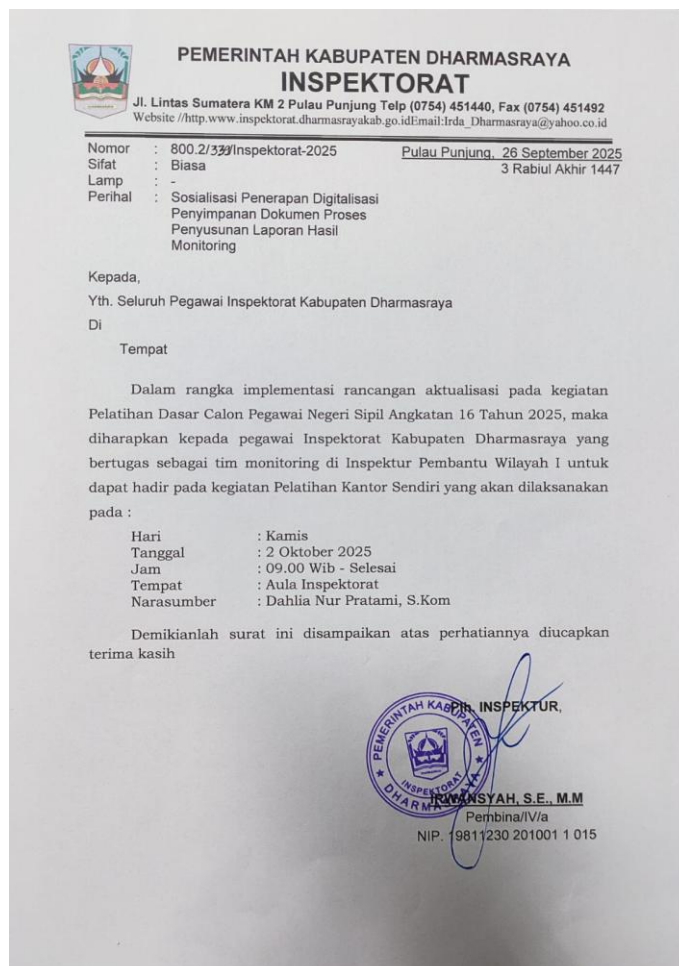 PEMERINTAH KABUPATEN DHARMASRAYA
INSPEKTORAT
Jl. Lintas Sumatera KM 2 Pulau Punjung Telp (0754) 451440, Fax (0754) 451492
Website //http.www.inspektorat.dharmasrayakab.go.idEmail:Irda_Dharmasraya@yahoo.co.id
Nomor : 800.2/339/Inspektorat-2025
Pulau Punjung, 26 September 2025
Sifat : Biasa
3 Rabiul Akhir 1447
Lamp : -
Perihal : Sosialisasi Penerapan Digitalisasi
Penyimpanan Dokumen Proses
Penyusunan Laporan Hasil
Monitoring
Kepada,
Yth. Seluruh Pegawai Inspektorat Kabupaten Dharmasraya
Di
Tempat
Dalam rangka implementasi rancangan aktualisasi pada kegiatan
Pelatihan Dasar Calon Pegawai Negeri Sipil Angkatan 16 Tahun 2025, maka
diharapkan kepada pegawai Inspektorat Kabupaten Dharmasraya yang
bertugas sebagai tim monitoring di Inspektur Pembantu Wilayah I untuk
dapat hadir pada kegiatan Pelatihan Kantor Sendiri yang akan dilaksanakan
pada :
Hari : Kamis
Tanggal : 2 Oktober 2025
Jam : 09.00 Wib - Selesai
Tempat : Aula Inspektorat
Narasumber : Dahlia Nur Pratami, S.Kom
Demikianlah surat ini disampaikan atas perhatiannya diucapkan
terima kasih
Plh. INSPEKTUR,
PEMERINTAH KABUPATEN
INSPEKTORAT
DHARMASRAYA
IRWANSYAH, S.E., M.M
Pembina/IV/a
NIP. 19811230 201001 1 015